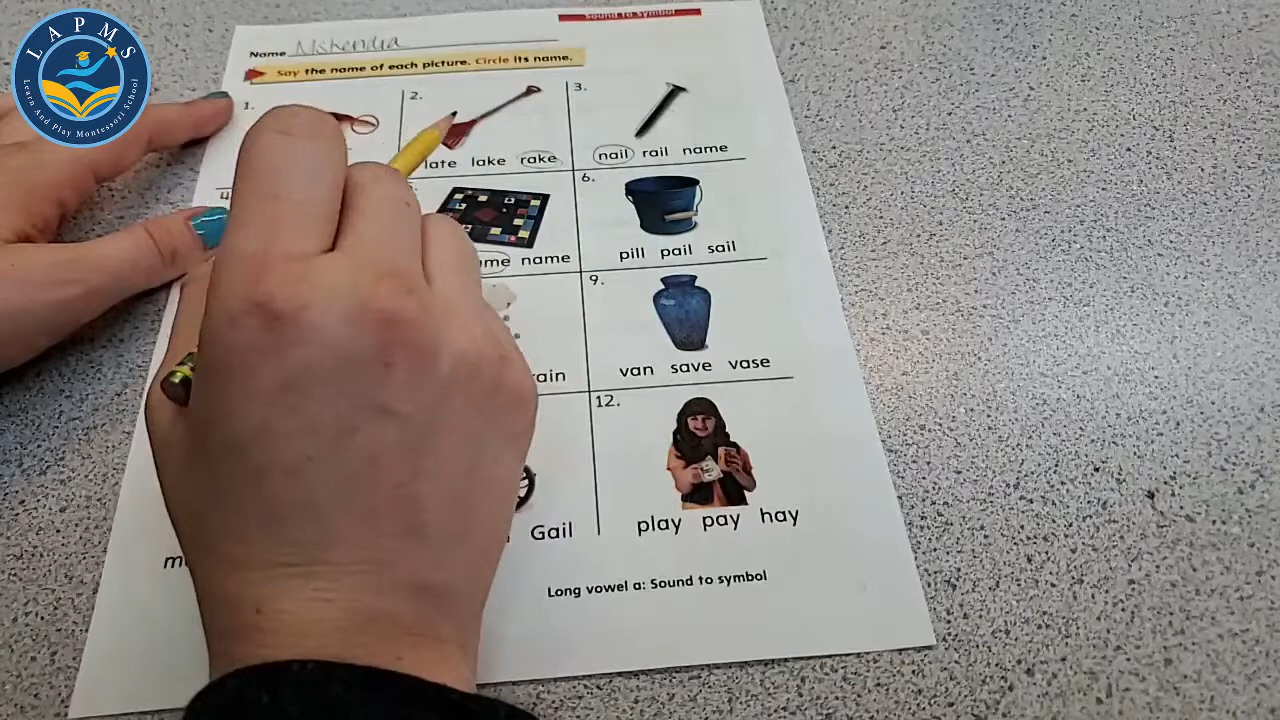 LAPMS
Learn And Play Montessori School
Sound to Symbol
Name Nishendra
Say the name of each picture. Circle its name.
1.
2.
3.
late lake rake
nail rail name
6.
name
pill pail sail
9.
van save vase
12.
Gail
play pay hay
Long vowel a: Sound to symbol